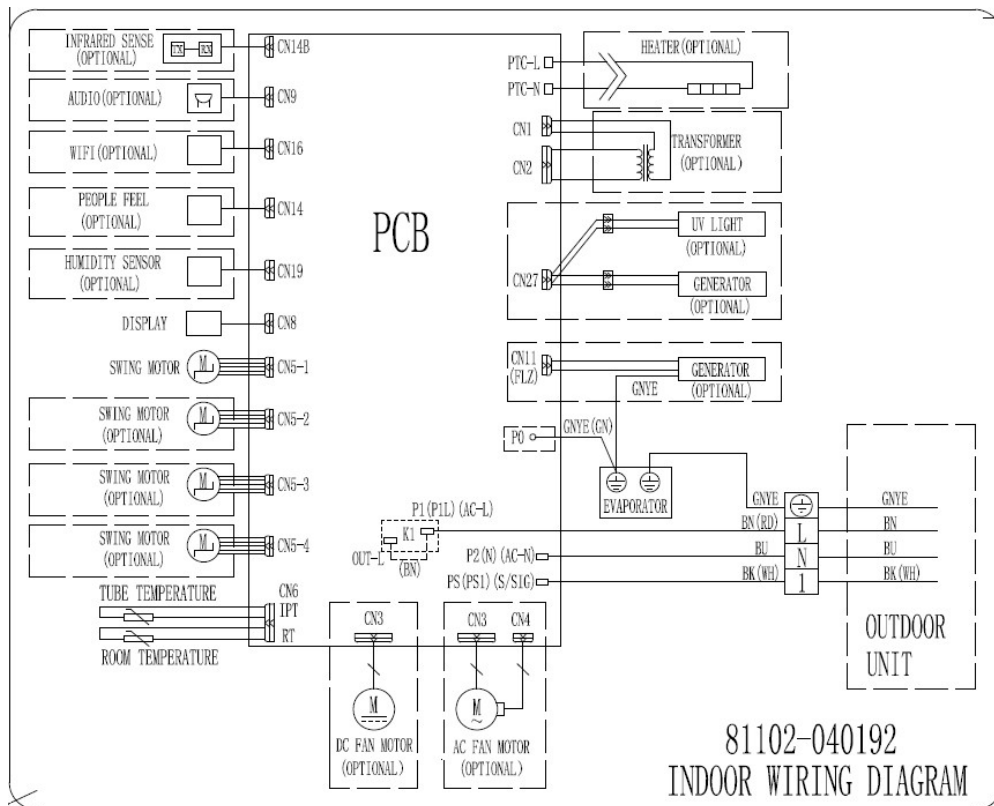 INFRARED SENSE
(OPTIONAL)
TX
RX
CN14B
AUDIO(OPTIONAL)
CN9
WIFI(OPTIONAL)
CN16
PEOPLE FEEL
(OPTIONAL)
CN14
HUMIDITY SENSOR
(OPTIONAL)
CN19
DISPLAY
CN8
SWING MOTOR
M
CN5-1
SWING MOTOR
(OPTIONAL)
M
CN5-2
SWING MOTOR
(OPTIONAL)
M
CN5-3
SWING MOTOR
(OPTIONAL)
M
CN5-4
TUBE TEMPERATURE
CN6
IPT
RT
ROOM TEMPERATURE
PCB
HEATER(OPTIONAL)
PTC-L
PTC-N
CN1
CN2
TRANSFORMER
(OPTIONAL)
UV LIGHT
(OPTIONAL)
CN27
GENERATOR
(OPTIONAL)
CN11
(FLZ)
GENERATOR
(OPTIONAL)
GNYE
P0
GNYE(GN)
EVAPORATOR
P1(P1L)(AC-L)
K1
OUT-L
(BN)
P2(N)(AC-N)
PS(PS1)(S/SIG)
GNYE
BN(RD)
L
BU
N
BK(WH)
1
GNYE
BN
BU
BK(WH)
OUTDOOR
UNIT
CN3
M
DC FAN MOTOR
(OPTIONAL)
CN3
CN4
M
~
AC FAN MOTOR
(OPTIONAL)
81102-040192
INDOOR WIRING DIAGRAM